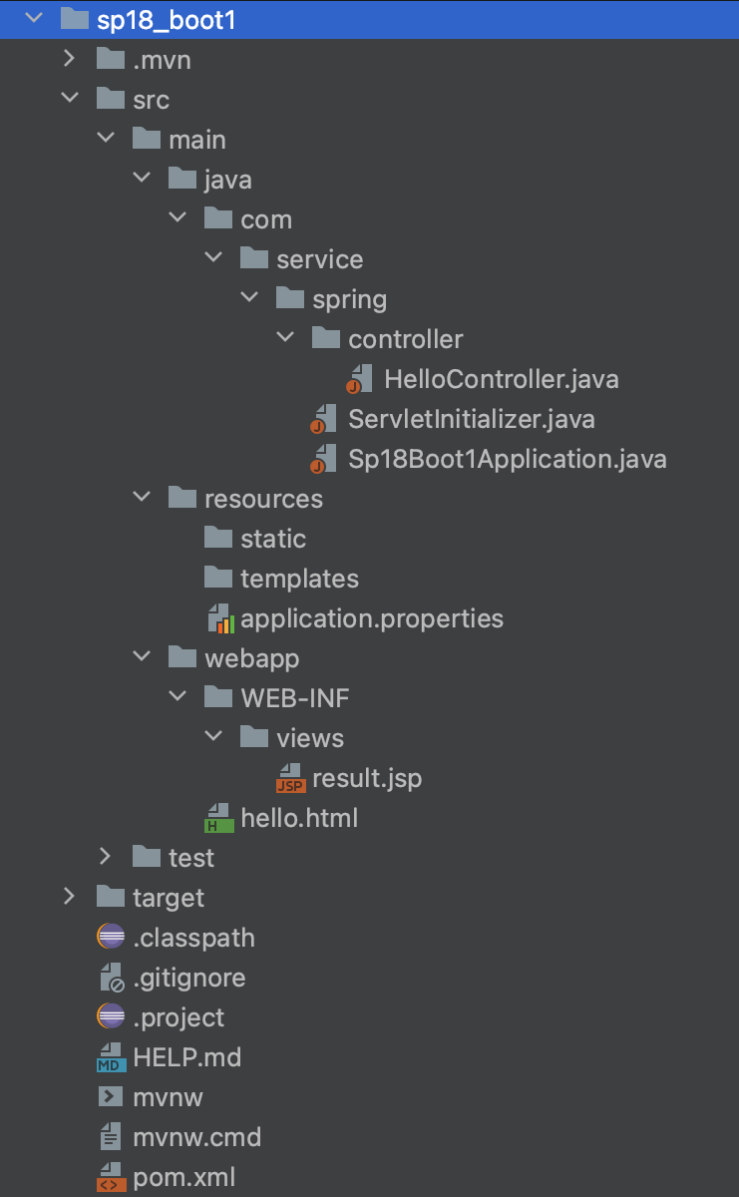 sp18_boot1
.mvn
src
main
java
com
service
spring
controller
HelloController.java
ServletInitializer.java
Sp18Boot1Application.java
resources
static
templates
application.properties
webapp
WEB-INF
views
JSP result.jsp
H hello.html
test
target
.classpath
.gitignore
.project
MD HELP.md
mvnw
mvnw.cmd
pom.xml